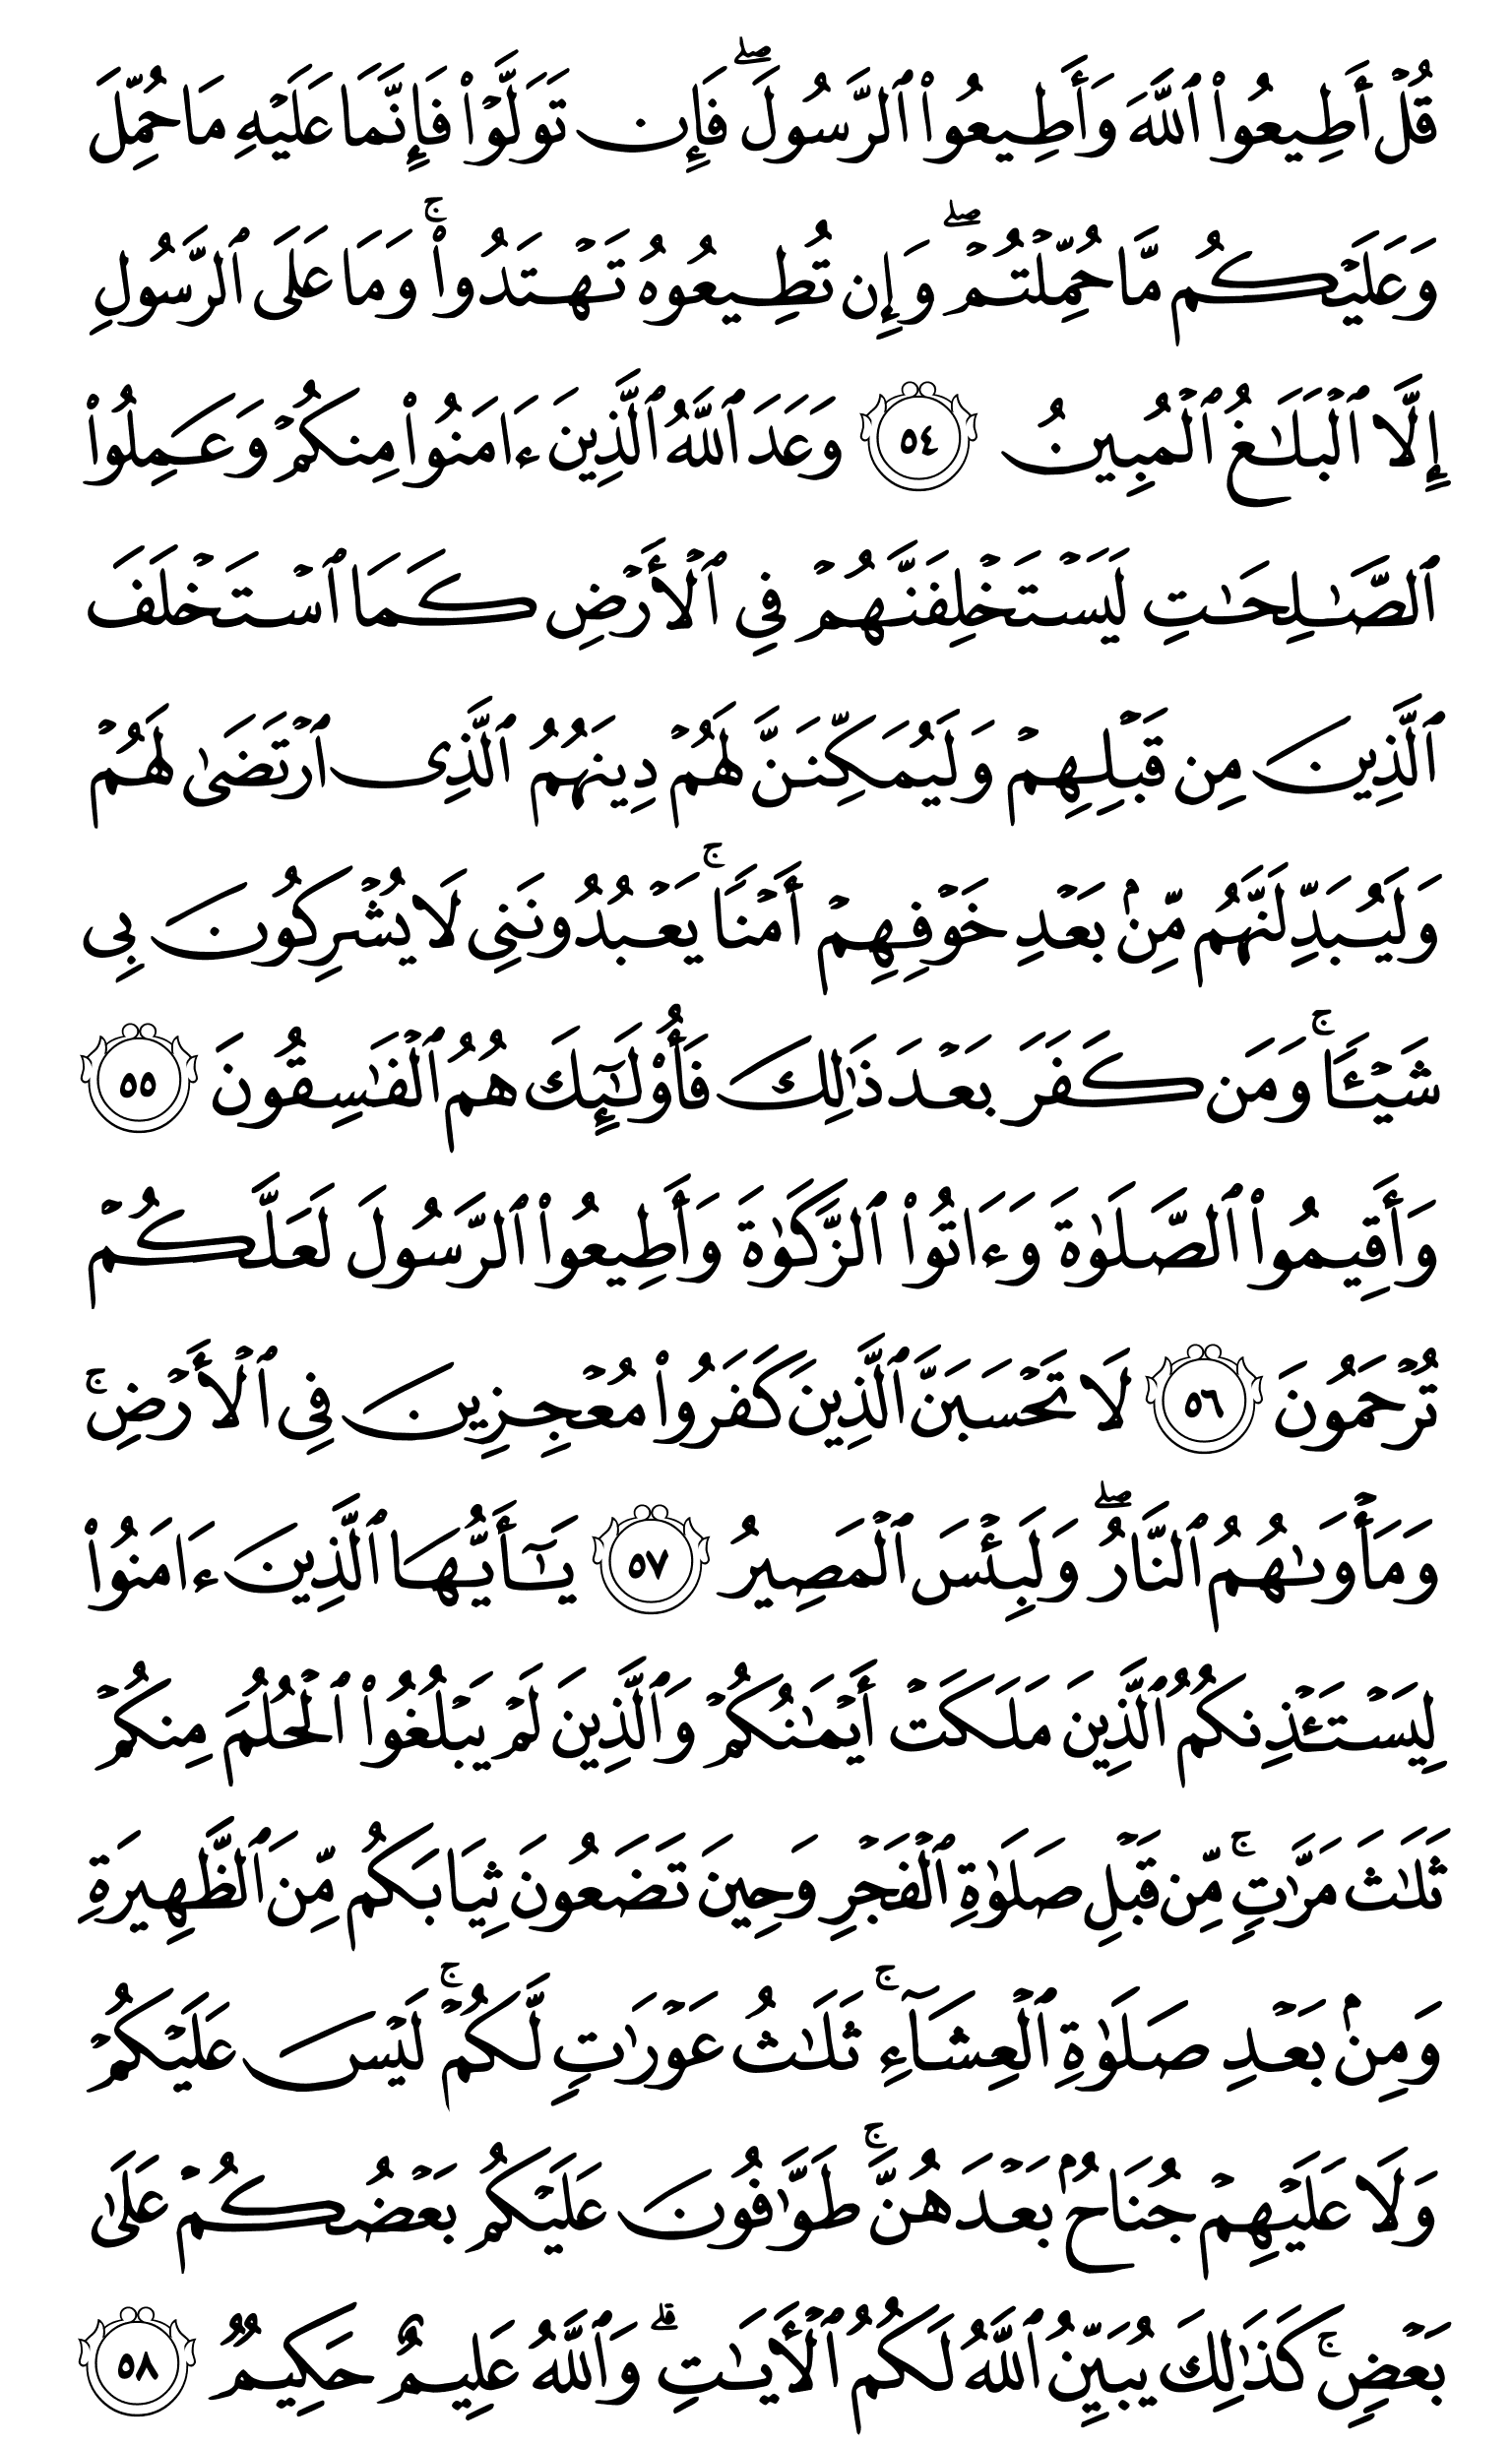 قُلۡ أَطِيعُواْ ٱللَّهَ وَأَطِيعُواْ ٱلرَّسُولَۖ فَإِن تَوَلَّوۡاْ فَإِنَّمَا عَلَيۡهِ مَا حُمِّلَ
وَعَلَيۡكُم مَّا حُمِّلۡتُمۡۖ وَإِن تُطِيعُوهُ تَهۡتَدُواْۚ وَمَا عَلَى ٱلرَّسُولِ
إِلَّا ٱلۡبَلَٰغُ ٱلۡمُبِينُ ٥٤ وَعَدَ ٱللَّهُ ٱلَّذِينَ ءَامَنُواْ مِنكُمۡ وَعَمِلُواْ
ٱلصَّٰلِحَٰتِ لَيَسۡتَخۡلِفَنَّهُمۡ فِي ٱلۡأَرۡضِ كَمَا ٱسۡتَخۡلَفَ
ٱلَّذِينَ مِن قَبۡلِهِمۡ وَلَيُمَكِّنَنَّ لَهُمۡ دِينَهُمُ ٱلَّذِي ٱرۡتَضَىٰ لَهُمۡ
وَلَيُبَدِّلَنَّهُم مِّنۢ بَعۡدِ خَوۡفِهِمۡ أَمۡنٗاۚ يَعۡبُدُونَنِي لَا يُشۡرِكُونَ بِي
شَيۡـٔٗاۚ وَمَن كَفَرَ بَعۡدَ ذَٰلِكَ فَأُوْلَٰٓئِكَ هُمُ ٱلۡفَٰسِقُونَ ٥٥
وَأَقِيمُواْ ٱلصَّلَوٰةَ وَءَاتُواْ ٱلزَّكَوٰةَ وَأَطِيعُواْ ٱلرَّسُولَ لَعَلَّكُمۡ
تُرۡحَمُونَ ٥٦ لَا تَحۡسَبَنَّ ٱلَّذِينَ كَفَرُواْ مُعۡجِزِينَ فِي ٱلۡأَرۡضِۚ
وَمَأۡوَىٰهُمُ ٱلنَّارُۖ وَلَبِئۡسَ ٱلۡمَصِيرُ ٥٧ يَٰٓأَيُّهَا ٱلَّذِينَ ءَامَنُواْ
لِيَسۡتَـٔۡذِنكُمُ ٱلَّذِينَ مَلَكَتۡ أَيۡمَٰنُكُمۡ وَٱلَّذِينَ لَمۡ يَبۡلُغُواْ ٱلۡحُلُمَ مِنكُمۡ
ثَلَٰثَ مَرَّٰتٖۚ مِّن قَبۡلِ صَلَوٰةِ ٱلۡفَجۡرِ وَحِينَ تَضَعُونَ ثِيَابَكُم مِّنَ ٱلظَّهِيرَةِ
وَمِنۢ بَعۡدِ صَلَوٰةِ ٱلۡعِشَآءِۚ ثَلَٰثُ عَوۡرَٰتٖ لَّكُمۡۚ لَيۡسَ عَلَيۡكُمۡ
وَلَا عَلَيۡهِمۡ جُنَاحُۢ بَعۡدَهُنَّۚ طَوَّٰفُونَ عَلَيۡكُم بَعۡضُكُمۡ عَلَىٰ
بَعۡضٖۚ كَذَٰلِكَ يُبَيِّنُ ٱللَّهُ لَكُمُ ٱلۡأٓيَٰتِۗ وَٱللَّهُ عَلِيمٌ حَكِيمٞ ٥٨